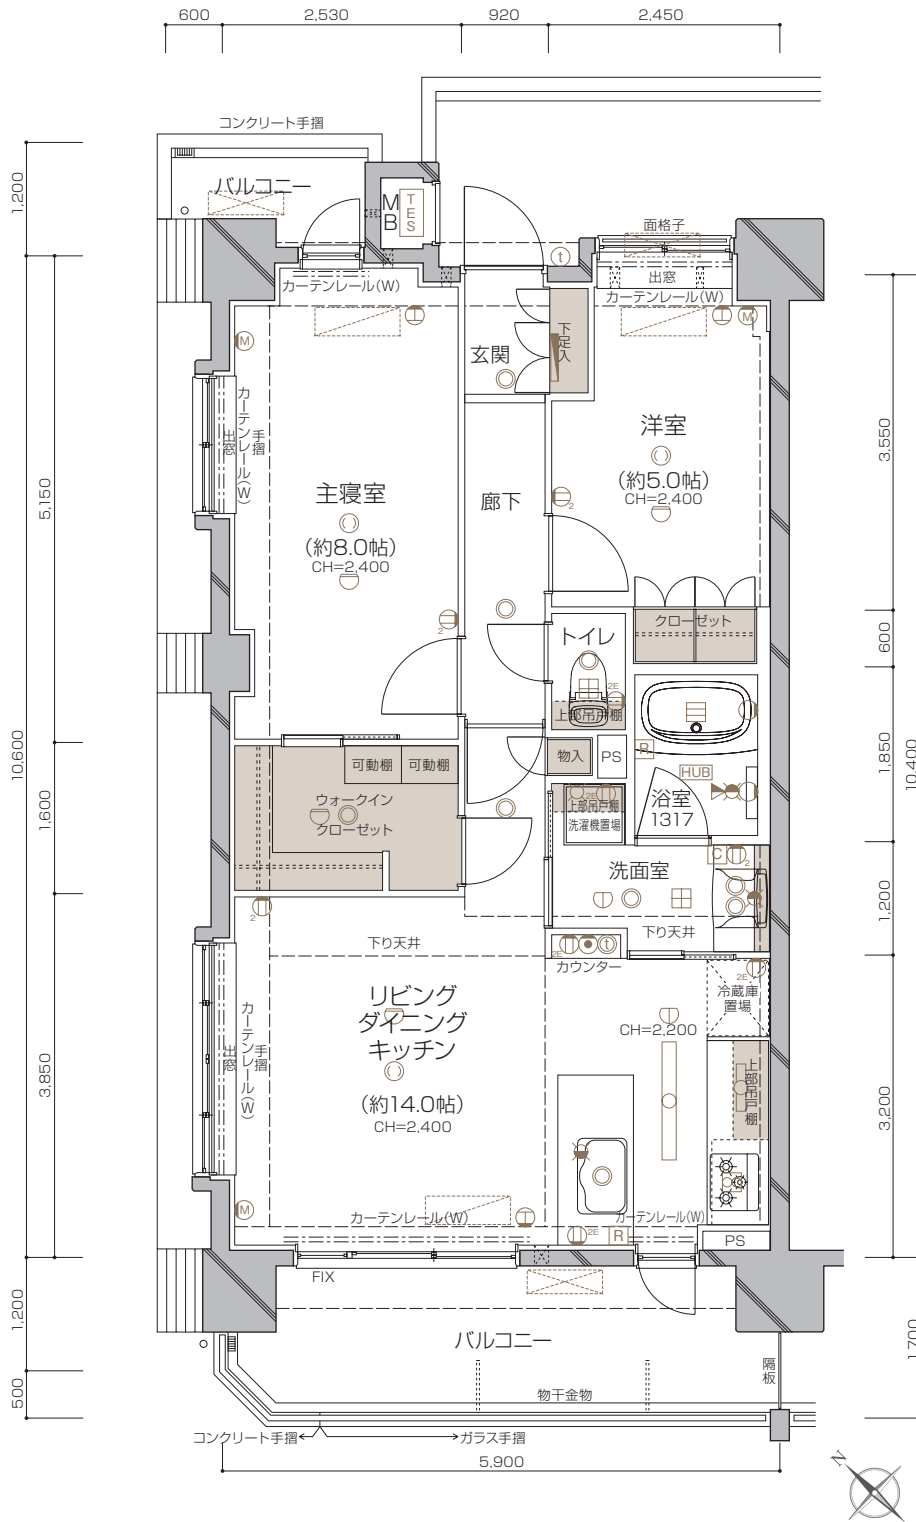 600
2,530
920
2,450
コンクリート手摺
バルコニー
MB
TES
1,200
面格子
出窓
カーテンレール(W)
カーテンレール(W)
t
下足入
玄関
M
M
カーテンレール(W)
手摺
出窓
洋室
(約5.0帖)
CH=2,400
3,550
主寝室
(約8.0帖)
CH=2,400
廊下
2
2
5,150
クローゼット
600
トイレ
2E
上部吊戸棚
R
HUB
浴室
1317
物入
PS
1,850
10,600
10,400
可動棚
可動棚
ウォークイン
クローゼット
1,600
2E
上部吊戸棚
洗濯機置場
C
2
洗面室
下り天井
1,200
2
下り天井
2E
t
カウンター
2E
冷蔵庫
置場
リビング
ダイニング
キッチン
(約14.0帖)
CH=2,400
CH=2,200
カーテンレール(W)
手摺
出窓
上部吊戸棚
3,850
3,200
M
カーテンレール(W)
カーテンレール(W)
2E
R
PS
FIX
1,200
バルコニー
1,700
隔板
500
物干金物
コンクリート手摺
ガラス手摺
5,900
N